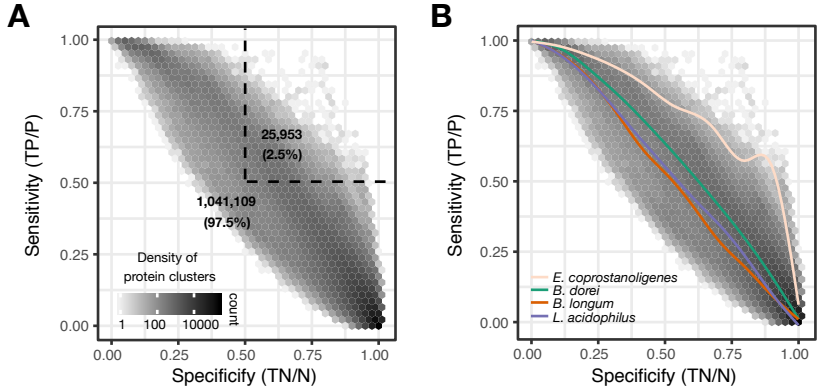 A
1.00
0.75
0.50
0.25
0.00
Sensitivity (TP/P)
25,953
(2.5%)
1,041,109
(97.5%)
Density of
protein clusters
count
1 100 10000
0.00 0.25 0.50 0.75 1.00
Specificify (TN/N)
B
1.00
0.75
0.50
0.25
0.00
Sensitivity (TP/P)
E. coprostanoligenes
B. dorei
B. longum
L. acidophilus
0.00 0.25 0.50 0.75 1.00
Specificify (TN/N)